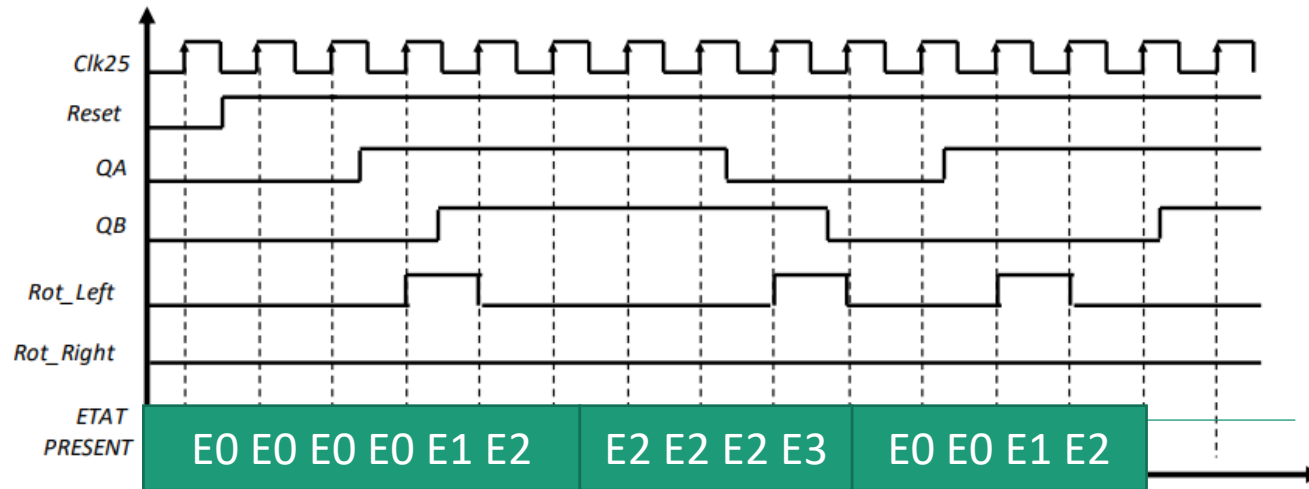 Clk25
Reset
QA
QB
Rot_Left
Rot_Right
ETAT
PRESENT
E0 E0 E0 E0 E1 E2
E2 E2 E2 E3
E0 E0 E1 E2